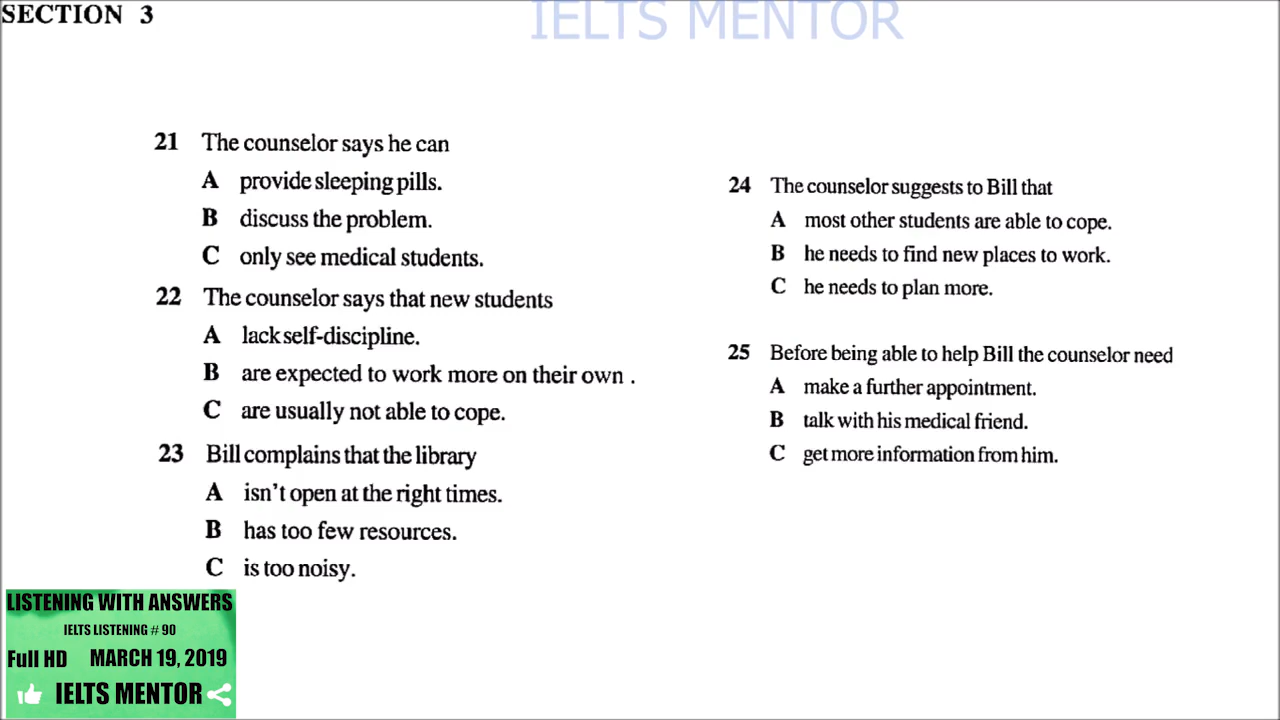 SECTION 3
IELTS MENTOR
21 The counselor says he can
A provide sleeping pills.
B discuss the problem.
C only see medical students.
22 The counselor says that new students
A lack self-discipline.
B are expected to work more on their own .
C are usually not able to cope.
23 Bill complains that the library
A isn't open at the right times.
B has too few resources.
C is too noisy.
24 The counselor suggests to Bill that
A most other students are able to cope.
B he needs to find new places to work.
C he needs to plan more.
25 Before being able to help Bill the counselor need
A make a further appointment.
B talk with his medical friend.
C get more information from him.
LISTENING WITH ANSWERS
IELTS LISTENING # 90
Full HD MARCH 19, 2019
IELTS MENTOR